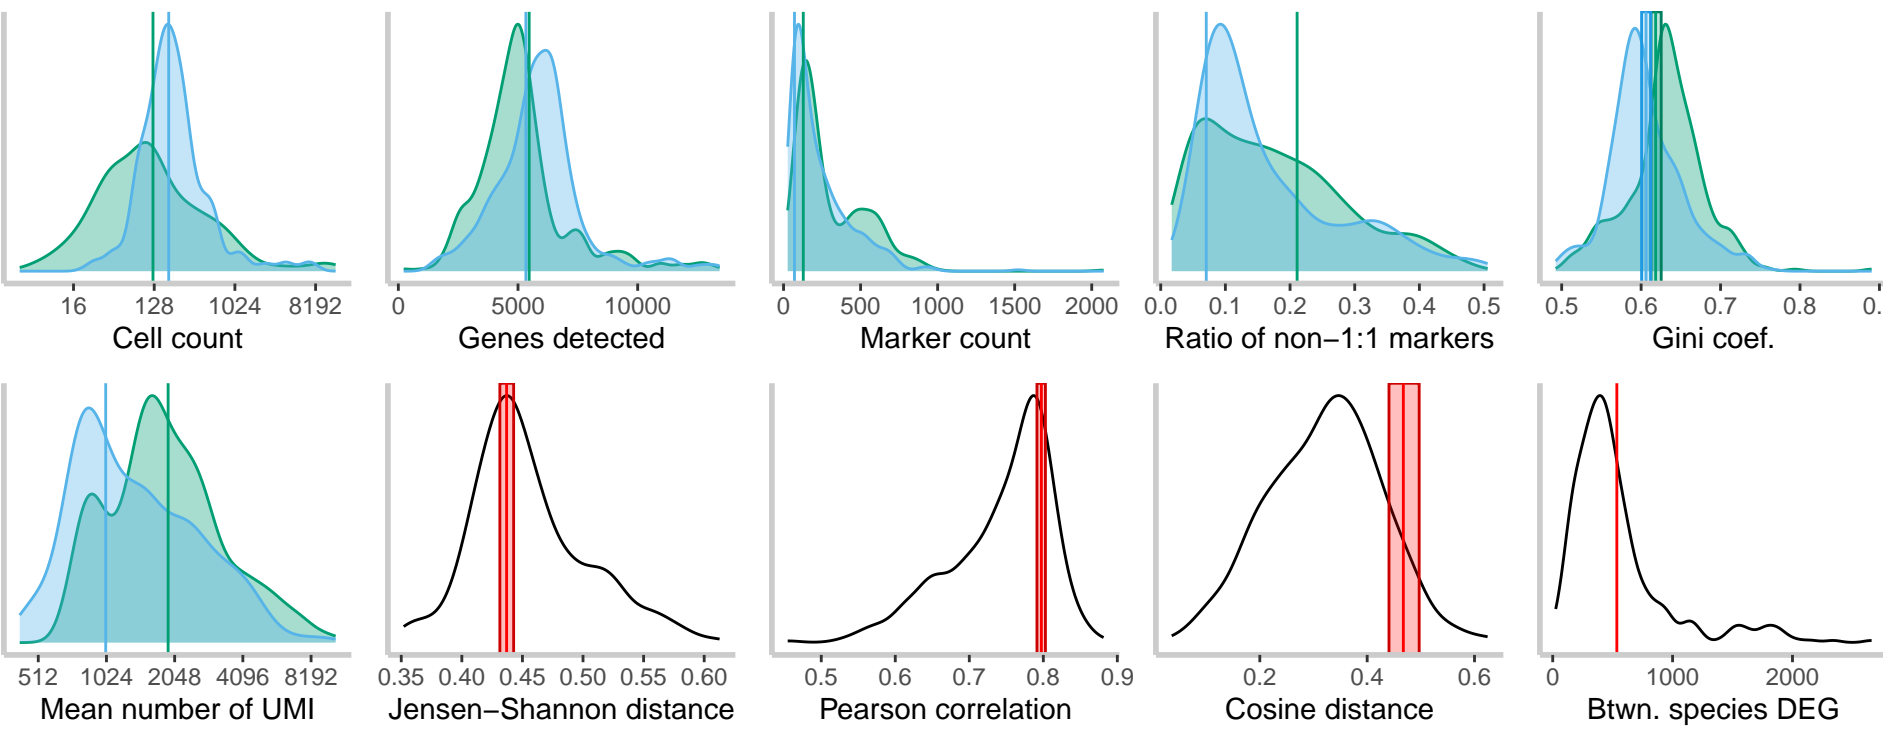 16 128 1024 8192
Cell count
0 5000 10000
Genes detected
0 500 1000 1500 2000
Marker count
0.0 0.1 0.2 0.3 0.4 0.5
Ratio of non−1:1 markers
0.5 0.6 0.7 0.8 0.
Gini coef.
512 1024 2048 4096 8192
Mean number of UMI
0.35 0.40 0.45 0.50 0.55 0.60
Jensen−Shannon distance
0.5 0.6 0.7 0.8 0.9
Pearson correlation
0.2 0.4 0.6
Cosine distance
0 1000 2000
Btwn. species DEG